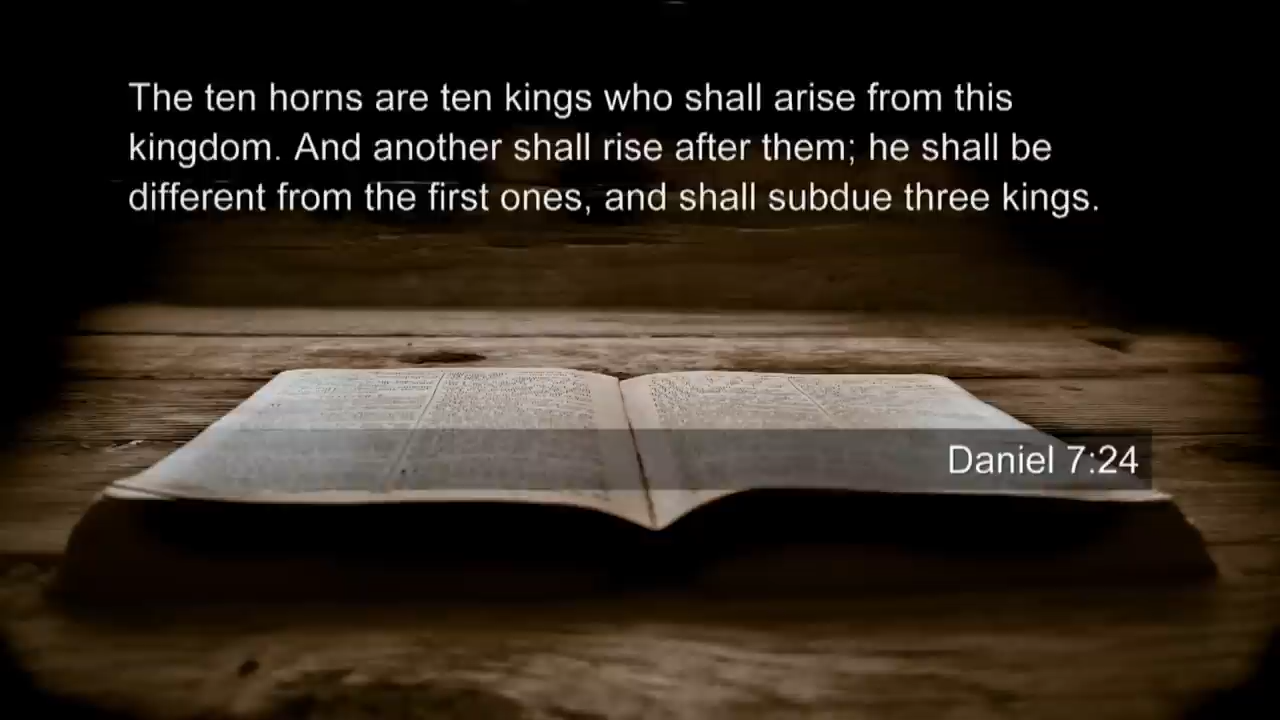 The ten horns are ten kings who shall arise from this
kingdom. And another shall rise after them; he shall be
different from the first ones, and shall subdue three kings.
Daniel 7:24